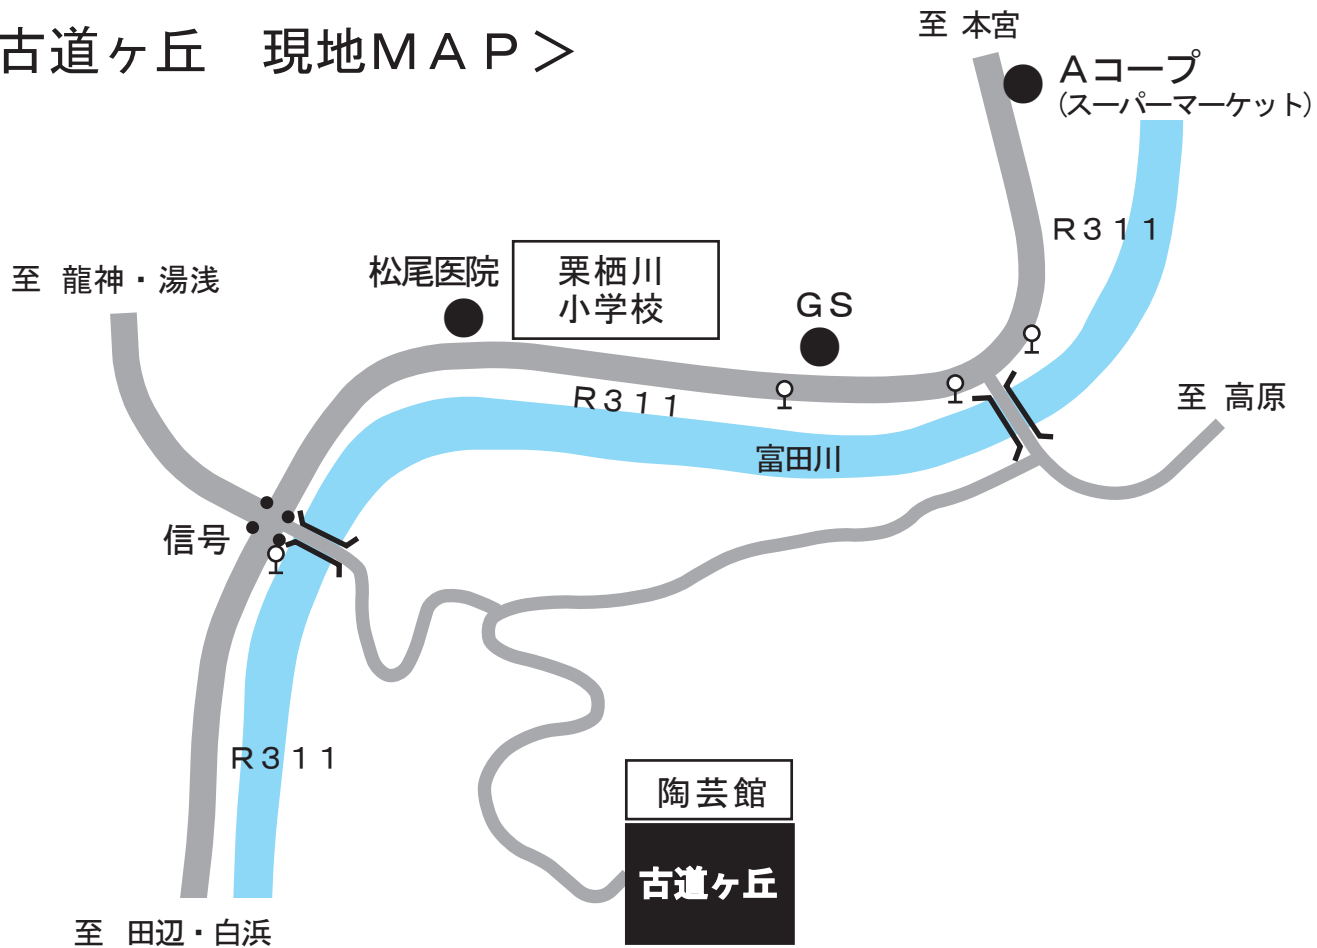 古道ヶ丘　現地ＭＡＰ＞
至 本宮
Ａコープ
（スーパーマーケット）
Ｒ３１１
至 龍神・湯浅
松尾医院
栗栖川
小学校
ＧＳ
Ｒ３１１
至 高原
富田川
信号
Ｒ３１１
陶芸館
古道ヶ丘
至 田辺・白浜